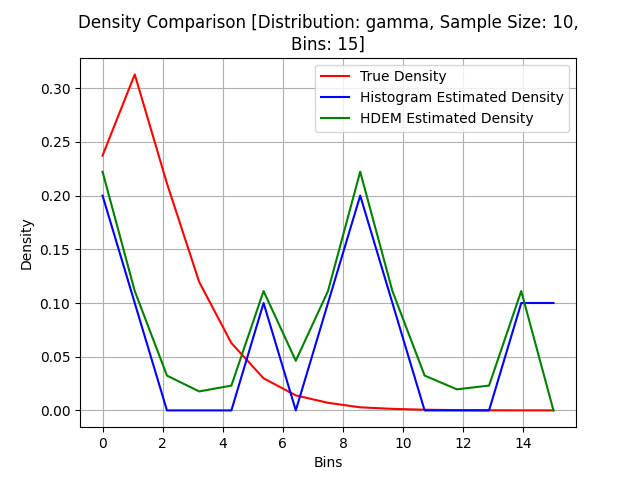 Density Comparison [Distribution: gamma, Sample Size: 10,
Bins: 15]
True Density
Histogram Estimated Density
HDEM Estimated Density
Density
0.30
0.25
0.20
0.15
0.10
0.05
0.00
0 2 4 6 8 10 12 14
Bins